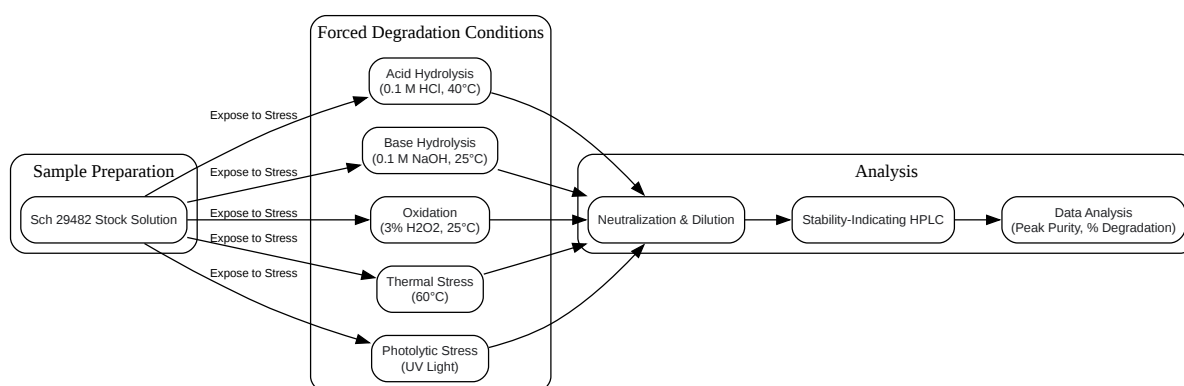 Forced Degradation Conditions
Acid Hydrolysis
(0.1 M HCl, 40°C)
Expose to Stress
Base Hydrolysis
(0.1 M NaOH, 25°C)
Sample Preparation
Expose to Stress
Analysis
Sch 29482 Stock Solution
Expose to Stress
Oxidation
(3% H2O2, 25°C)
Neutralization & Dilution
Stability-Indicating HPLC
Data Analysis
(Peak Purity, % Degradation)
Expose to Stress
Thermal Stress
(60°C)
Expose to Stress
Photolytic Stress
(UV Light)